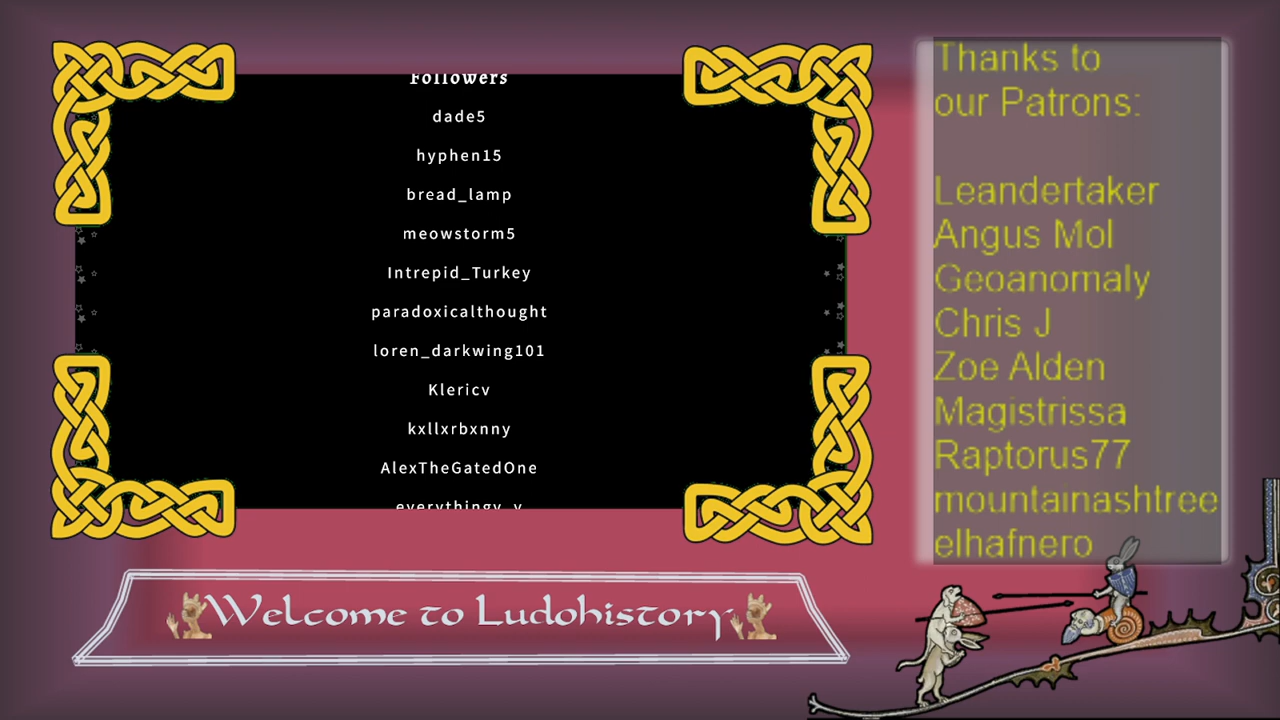 Followers
dade5
hyphen15
bread_lamp
meowstorm5
Intrepid_Turkey
paradoxicalthought
loren_darkwing101
Klericv
kxllxrbxnny
AlexTheGatedOne
Thanks to
our Patrons:
Leandertaker
Angus Mol
Geoanomaly
Chris J
Zoe Alden
Magistrissa
Raptorus77
mountainashtree
elhafnero
Welcome to Ludohistory